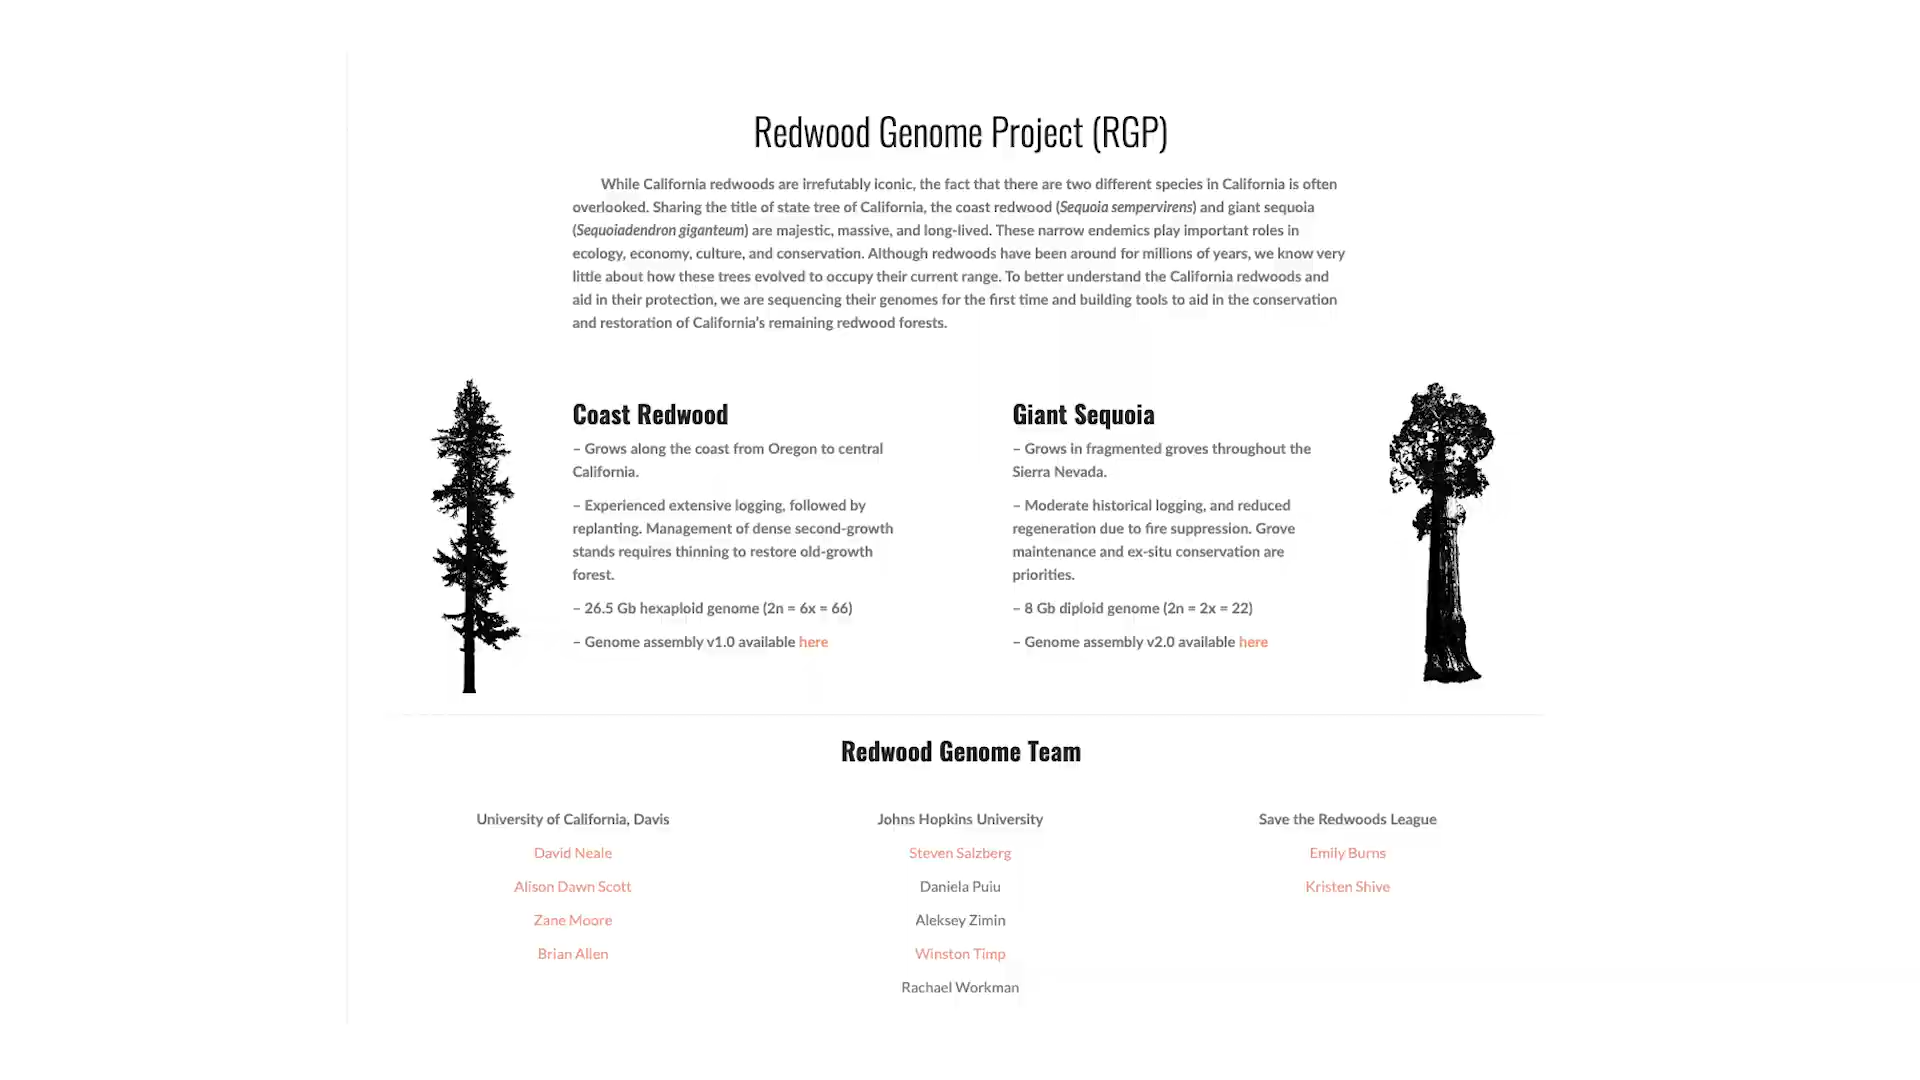 Redwood Genome Project (RGP)
While California redwoods are irrefutably iconic, the fact that there are two different species in California is often
overlooked. Sharing the title of state tree of California, the coast redwood (Sequoia sempervirens) and giant sequoia
(Sequoiadendron giganteum) are majestic, massive, and long-lived. These narrow endemics play important roles in
ecology, economy, culture, and conservation. Although redwoods have been around for millions of years, we know very
little about how these trees evolved to occupy their current range. To better understand the California redwoods and
aid in their protection, we are sequencing their genomes for the first time and building tools to aid in the conservation
and restoration of California's remaining redwood forests.
Coast Redwood
– Grows along the coast from Oregon to central
California.
– Experienced extensive logging, followed by
replanting. Management of dense second-growth
stands requires thinning to restore old-growth
forest.
– 26.5 Gb hexaploid genome (2n = 6x = 66)
– Genome assembly v1.0 available here
Giant Sequoia
– Grows in fragmented groves throughout the
Sierra Nevada.
– Moderate historical logging, and reduced
regeneration due to fire suppression. Grove
maintenance and ex-situ conservation are
priorities.
– 8 Gb diploid genome (2n = 2x = 22)
– Genome assembly v2.0 available here
Redwood Genome Team
University of California, Davis
David Neale
Alison Dawn Scott
Zane Moore
Brian Allen
Johns Hopkins University
Steven Salzberg
Daniela Puiu
Aleksey Zimin
Winston Timp
Rachael Workman
Save the Redwoods League
Emily Burns
Kristen Shive